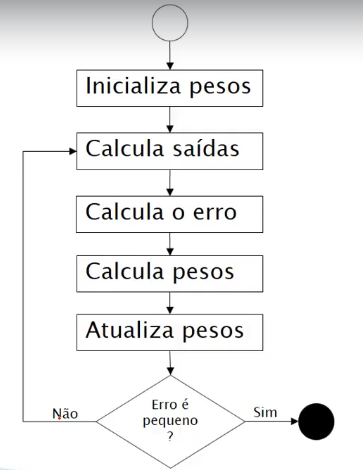 Inicializa pesos
Calcula saídas
Calcula o erro
Calcula pesos
Atualiza pesos
Erro é
pequeno
?
Não
Sim